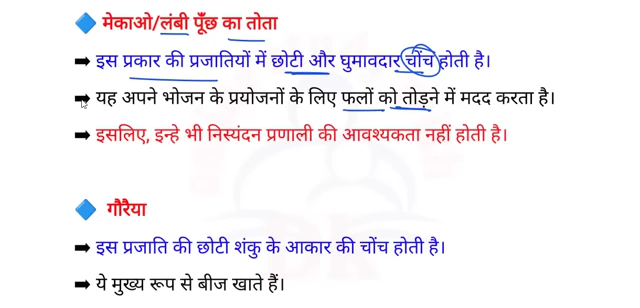 🔷 मेकाओ/लंबी पूँछ का तोता
➡ इस प्रकार की प्रजातियों में छोटी और घुमावदार चोंच होती है।
➡ यह अपने भोजन के प्रयोजनों के लिए फलों को तोड़ने में मदद करता है।
➡ इसलिए, इन्हे भी निस्यंदन प्रणाली की आवश्यकता नहीं होती है।
🔷 गौरैया
➡ इस प्रजाति की छोटी शंकु के आकार की चोंच होती है।
➡ ये मुख्य रूप से बीज खाते हैं।